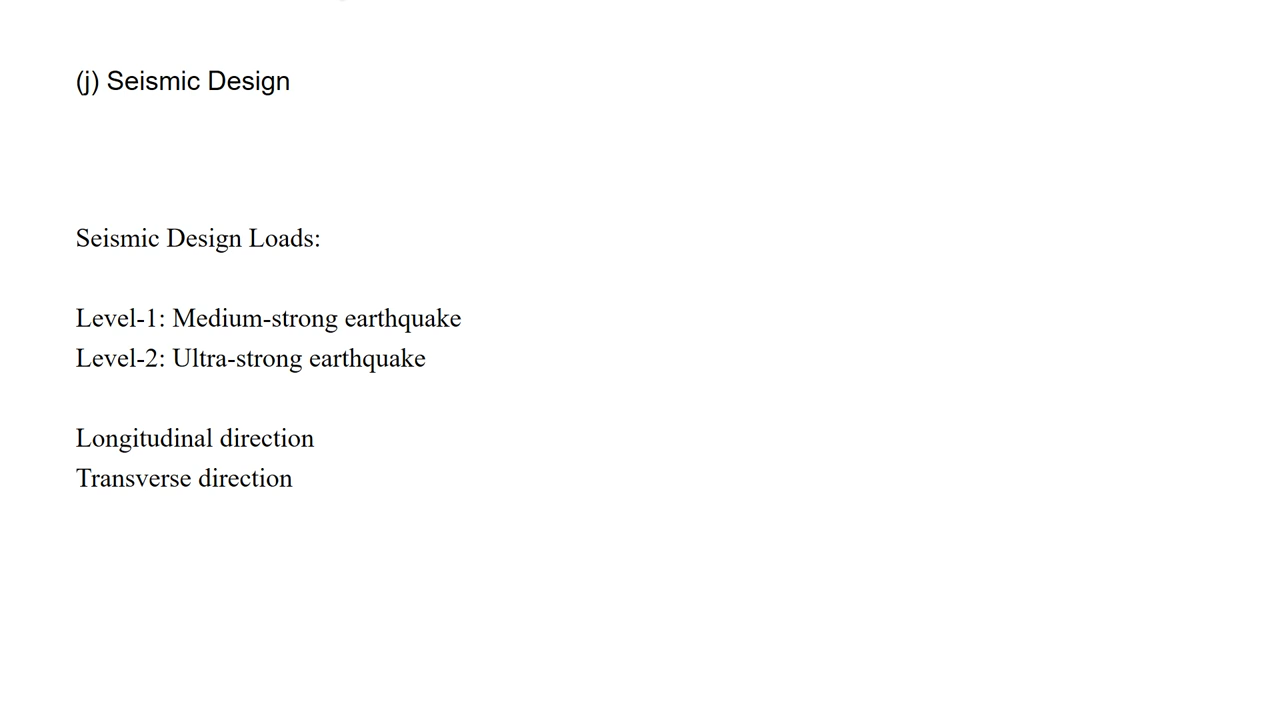 (j) Seismic Design
Seismic Design Loads:
Level-1: Medium-strong earthquake
Level-2: Ultra-strong earthquake
Longitudinal direction
Transverse direction